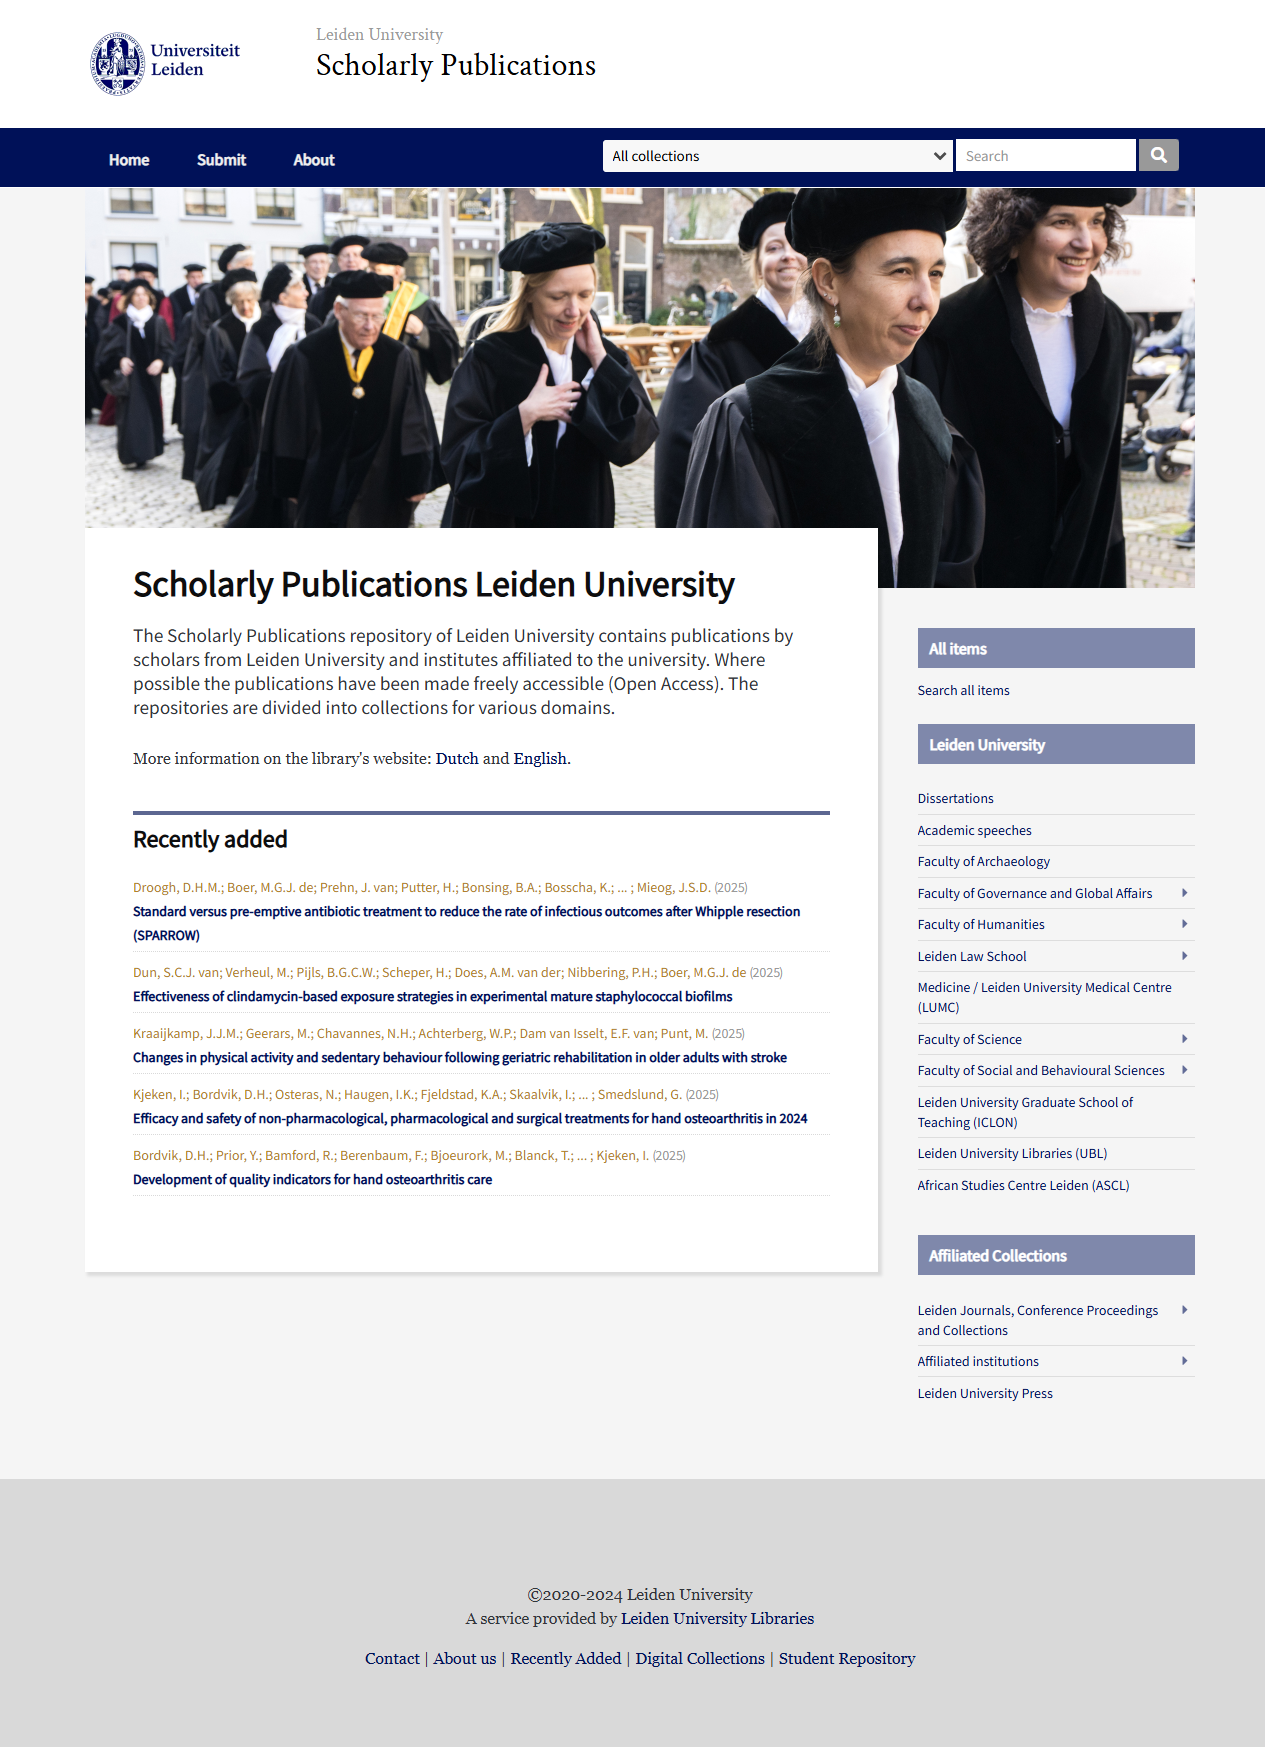 Universiteit
Leiden
Leiden University
Scholarly Publications
Home
Submit
About
All collections
Search
Scholarly Publications Leiden University
The Scholarly Publications repository of Leiden University contains publications by
scholars from Leiden University and institutes affiliated to the university. Where
possible the publications have been made freely accessible (Open Access). The
repositories are divided into collections for various domains.
More information on the library's website: Dutch and English.
Recently added
Droogh, D.H.M.; Boer, M.G.J. de; Prehn, J. van; Putter, H.; Bonsing, B.A.; Bosscha, K.; ... ; Mieog, J.S.D. (2025)
Standard versus pre-emptive antibiotic treatment to reduce the rate of infectious outcomes after Whipple resection
(SPARROW)
Dun, S.C.J. van; Verheul, M.; Pijls, B.G.C.W.; Scheper, H.; Does, A.M. van der; Nibbering, P.H.; Boer, M.G.J. de (2025)
Effectiveness of clindamycin-based exposure strategies in experimental mature staphylococcal biofilms
Kraaijkamp, J.J.M.; Geerars, M.; Chavannes, N.H.; Achterberg, W.P.; Dam van Isselt, E.F. van; Punt, M. (2025)
Changes in physical activity and sedentary behaviour following geriatric rehabilitation in older adults with stroke
Kjeken, I.; Bordvik, D.H.; Osteras, N.; Haugen, I.K.; Fjeldstad, K.A.; Skaalvik, I.; ... ; Smedslund, G. (2025)
Efficacy and safety of non-pharmacological, pharmacological and surgical treatments for hand osteoarthritis in 2024
Bordvik, D.H.; Prior, Y.; Bamford, R.; Berenbaum, F.; Bjoeurork, M.; Blanck, T.; ... ; Kjeken, I. (2025)
Development of quality indicators for hand osteoarthritis care
All items
Search all items
Leiden University
Dissertations
Academic speeches
Faculty of Archaeology
Faculty of Governance and Global Affairs
Faculty of Humanities
Leiden Law School
Medicine / Leiden University Medical Centre
(LUMC)
Faculty of Science
Faculty of Social and Behavioural Sciences
Leiden University Graduate School of
Teaching (ICLON)
Leiden University Libraries (UBL)
African Studies Centre Leiden (ASCL)
Affiliated Collections
Leiden Journals, Conference Proceedings
and Collections
Affiliated institutions
Leiden University Press
©2020-2024 Leiden University
A service provided by Leiden University Libraries
Contact | About us | Recently Added | Digital Collections | Student Repository